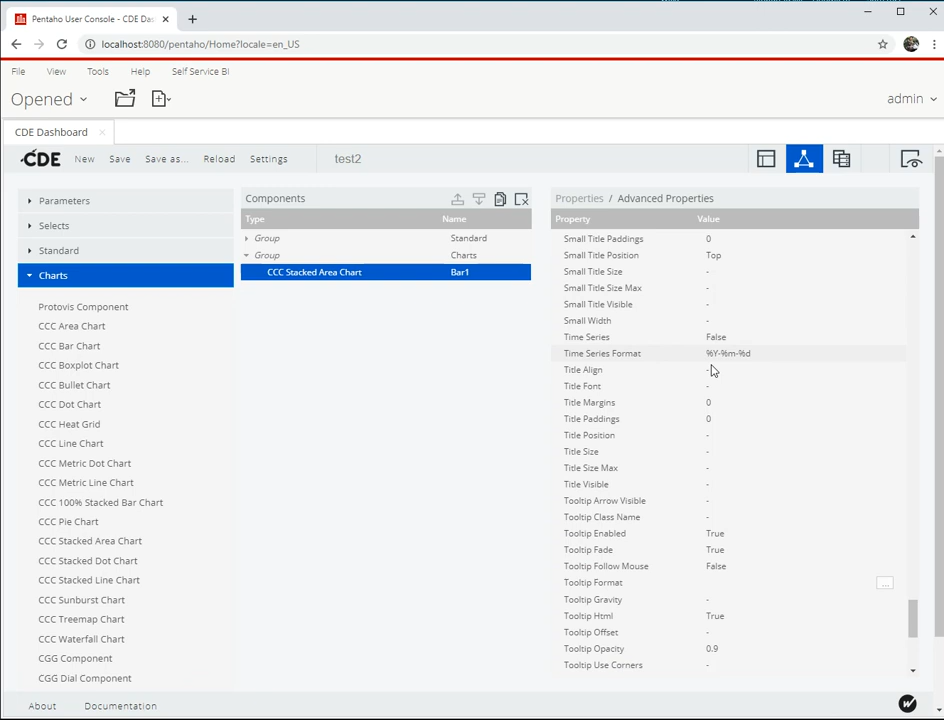 Pentaho User Console - CDE Da
localhost:8080/pentaho/Home?locale=en_US
File View Tools Help Self Service BI
Opened
admin
CDE Dashboard
CDE New Save Save as... Reload Settings test2
Parameters
Selects
Standard
Charts
Protovis Component
CCC Area Chart
CCC Bar Chart
CCC Boxplot Chart
CCC Bullet Chart
CCC Dot Chart
CCC Heat Grid
CCC Line Chart
CCC Metric Dot Chart
CCC Metric Line Chart
CCC 100% Stacked Bar Chart
CCC Pie Chart
CCC Stacked Area Chart
CCC Stacked Dot Chart
CCC Stacked Line Chart
CCC Sunburst Chart
CCC Treemap Chart
CCC Waterfall Chart
CGG Component
CGG Dial Component
Components
Type Name
Group Standard
Group Charts
CCC Stacked Area Chart Bar1
Properties / Advanced Properties
Property Value
Small Title Paddings 0
Small Title Position Top
Small Title Size -
Small Title Size Max -
Small Title Visible -
Small Width -
Time Series False
Time Series Format %Y-%m-%d
Title Align -
Title Font -
Title Margins 0
Title Paddings 0
Title Position -
Title Size -
Title Size Max -
Title Visible -
Tooltip Arrow Visible -
Tooltip Class Name -
Tooltip Enabled True
Tooltip Fade True
Tooltip Follow Mouse False
Tooltip Format ...
Tooltip Gravity -
Tooltip Html True
Tooltip Offset -
Tooltip Opacity 0.9
Tooltip Use Corners -
About Documentation